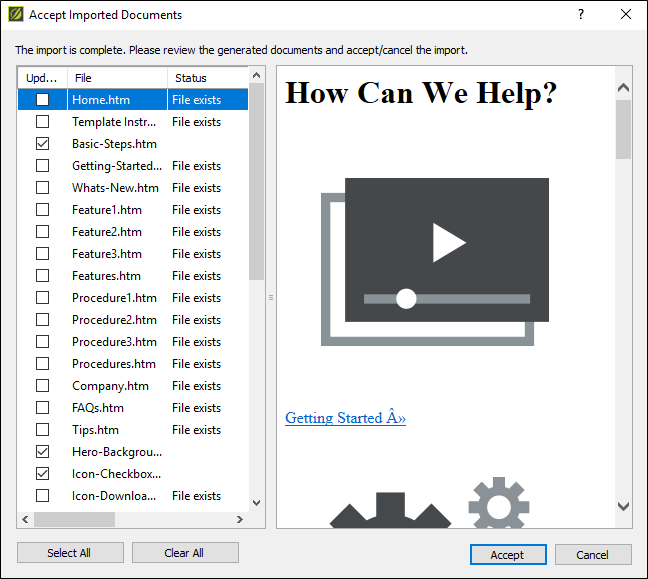 Accept Imported Documents
The import is complete. Please review the generated documents and accept/cancel the import.
Upd... File Status
Home.htm File exists
Template Instr... File exists
Basic-Steps.htm
Getting-Started... File exists
Whats-New.htm File exists
Feature1.htm File exists
Feature2.htm File exists
Feature3.htm File exists
Features.htm File exists
Procedure1.htm File exists
Procedure2.htm File exists
Procedure3.htm File exists
Procedures.htm File exists
Company.htm File exists
FAQs.htm File exists
Tips.htm File exists
Hero-Backgrou...
Icon-Checkbox...
Icon-Downloa... File exists
How Can We Help?
Getting Started Â»
Select All Clear All Accept Cancel